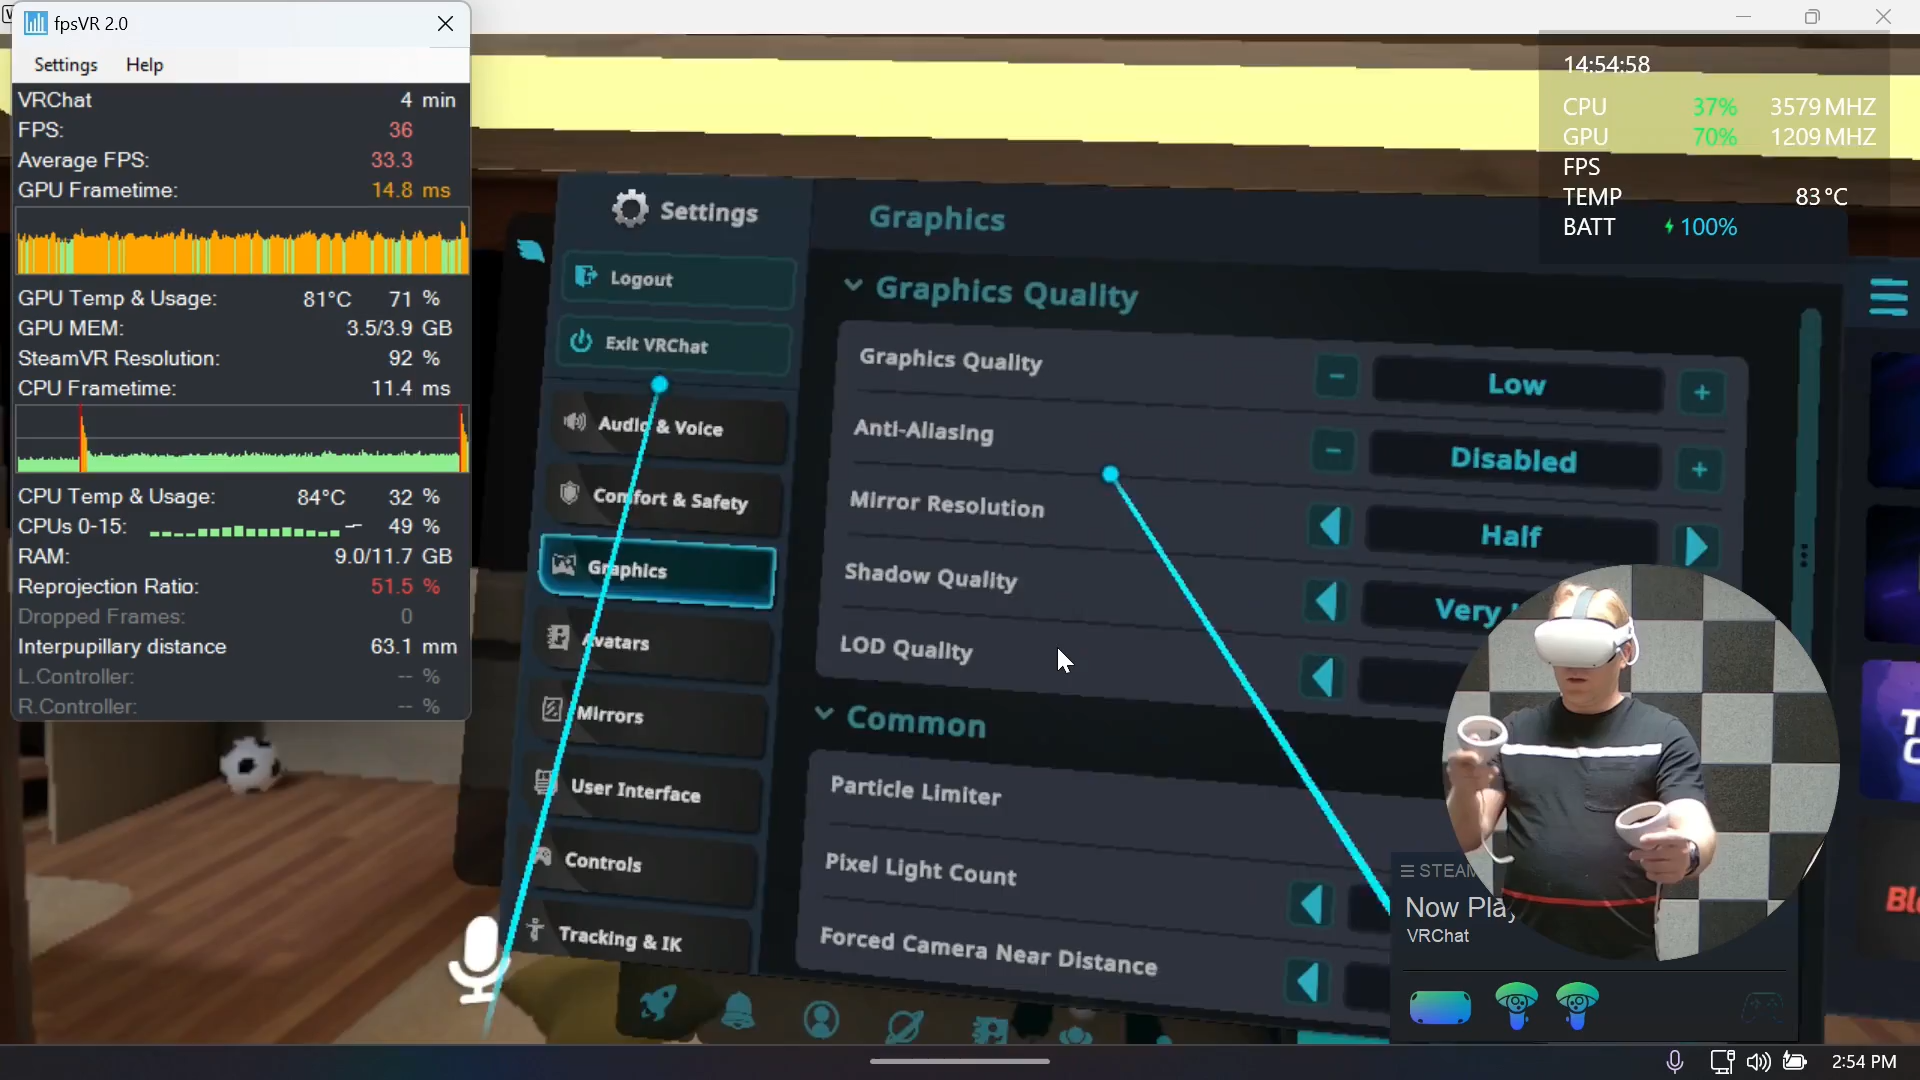 fpsVR 2.0
Settings Help
VRChat 4 min
FPS: 36
Average FPS: 33.3
GPU Frametime: 14.8 ms
GPU Temp & Usage: 81°C 71 %
GPU MEM: 3.5/3.9 GB
SteamVR Resolution: 92 %
CPU Frametime: 11.4 ms
CPU Temp & Usage: 84°C 32 %
CPUs 0-15: 49 %
RAM: 9.0/11.7 GB
Reprojection Ratio: 51.5 %
Dropped Frames: 0
Interpupillary distance 63.1 mm
L.Controller: -- %
R.Controller: -- %
14:54:58
CPU 37% 3579 MHZ
GPU 70% 1209 MHZ
FPS
TEMP 83°C
BATT 100%
Settings
Logout
Exit VRChat
Audio & Voice
Comfort & Safety
Graphics
Avatars
Mirrors
User Interface
Controls
Tracking & IK
Graphics
Graphics Quality
Graphics Quality Low
Anti-Aliasing Disabled
Mirror Resolution Half
Shadow Quality Very
LOD Quality
Common
Particle Limiter
Pixel Light Count
Forced Camera Near Distance
STEAM
Now Play
VRChat
2:54 PM